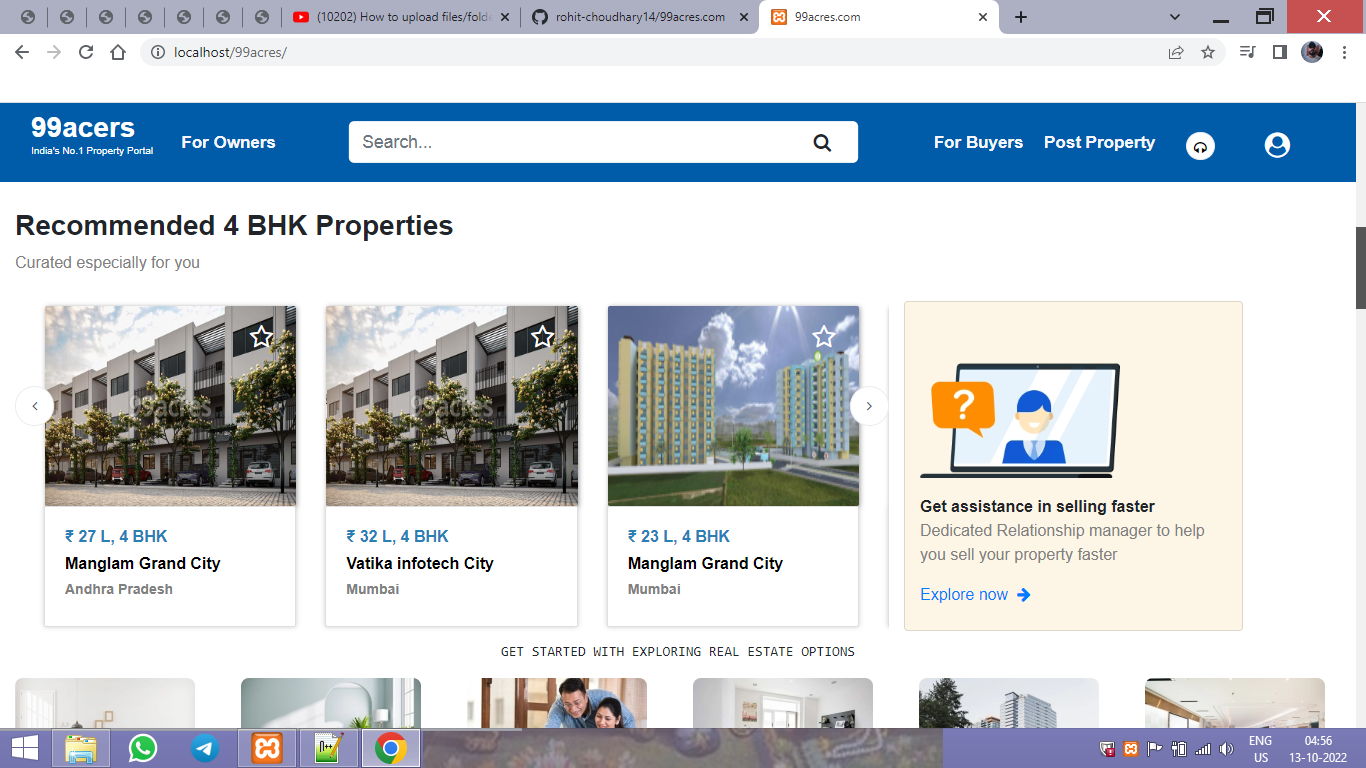 (10202) How to upload files/folde
rohit-choudhary14/99acres.com
99acres.com
localhost/99acres/
99acers
India's No.1 Property Portal
For Owners
Search...
For Buyers
Post Property
Recommended 4 BHK Properties
Curated especially for you
99acres
99acres
₹ 27 L, 4 BHK
Manglam Grand City
Andhra Pradesh
₹ 32 L, 4 BHK
Vatika infotech City
Mumbai
₹ 23 L, 4 BHK
Manglam Grand City
Mumbai
?
Get assistance in selling faster
Dedicated Relationship manager to help
you sell your property faster
Explore now
GET STARTED WITH EXPLORING REAL ESTATE OPTIONS
ENG
US
04:56
13-10-2022